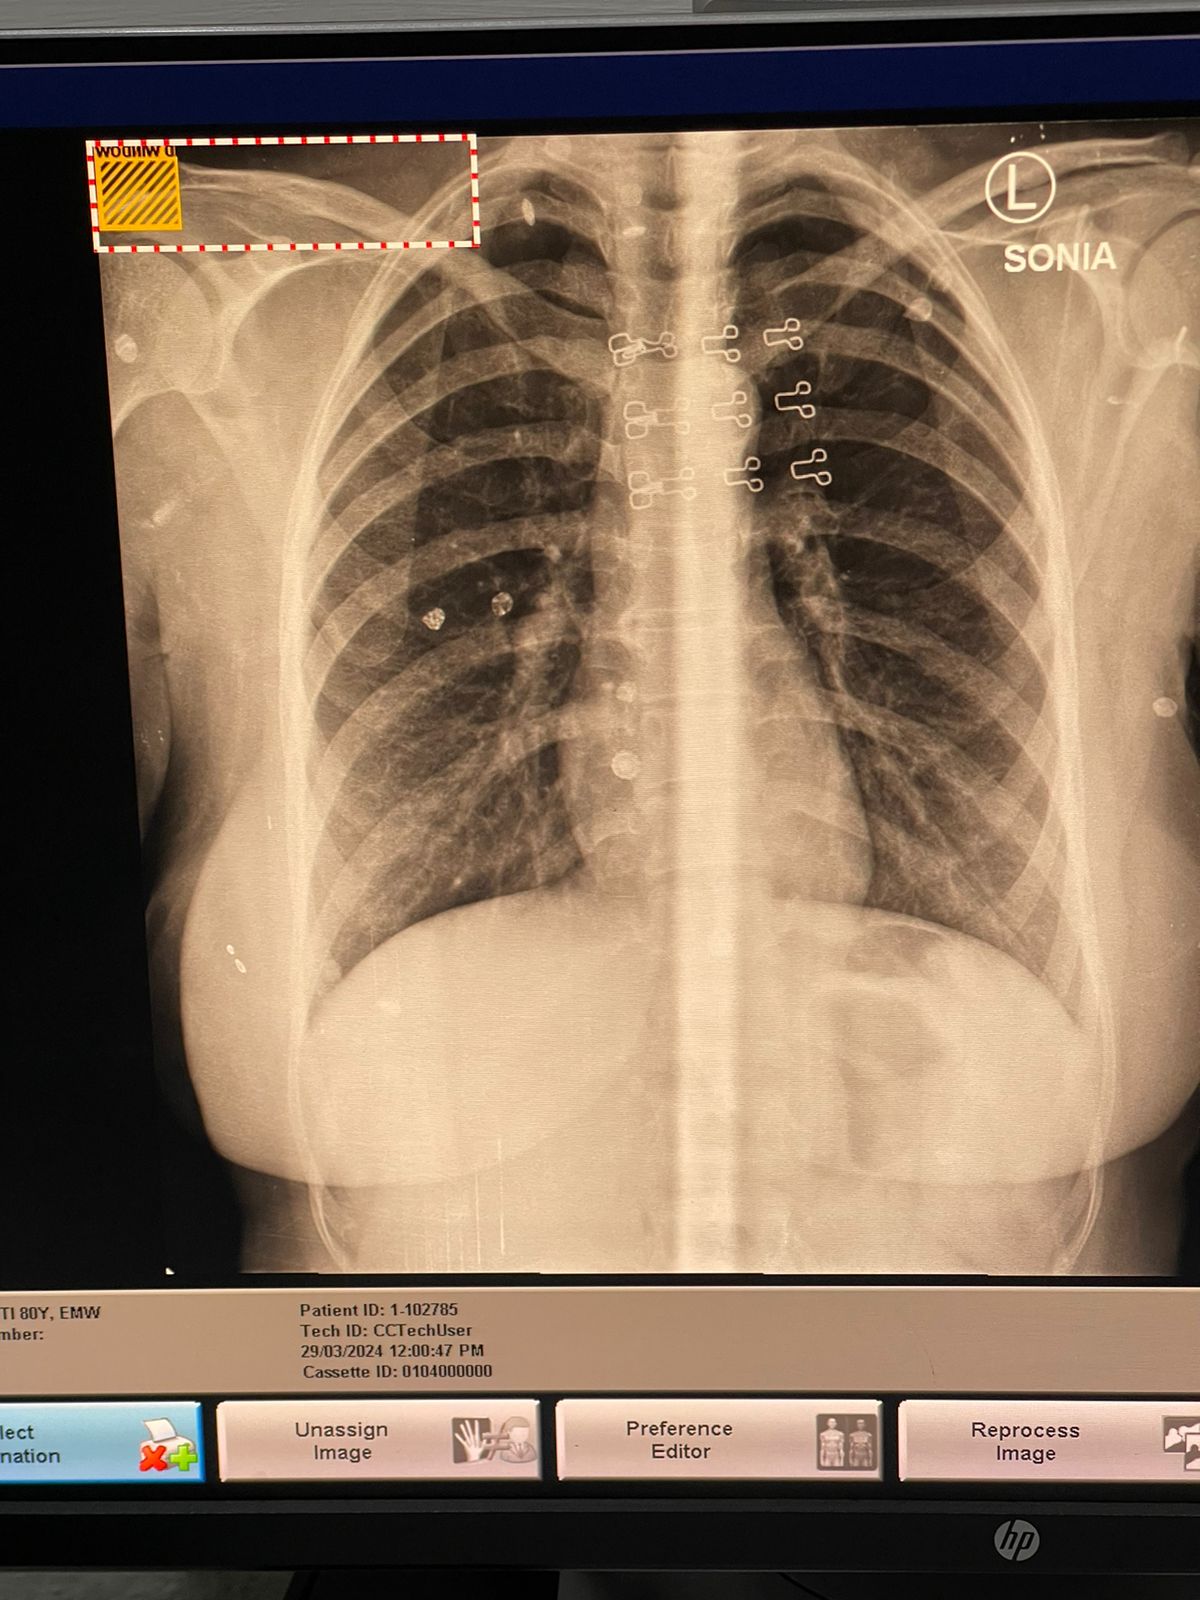 D WINDOW
L
SONIA
TI 80Y, EMW
mber:
Patient ID: 1-102785
Tech ID: CCTechUser
29/03/2024 12:00:47 PM
Cassette ID: 0104000000
lect
nation
Unassign
Image
Preference
Editor
Reprocess
Image
hp